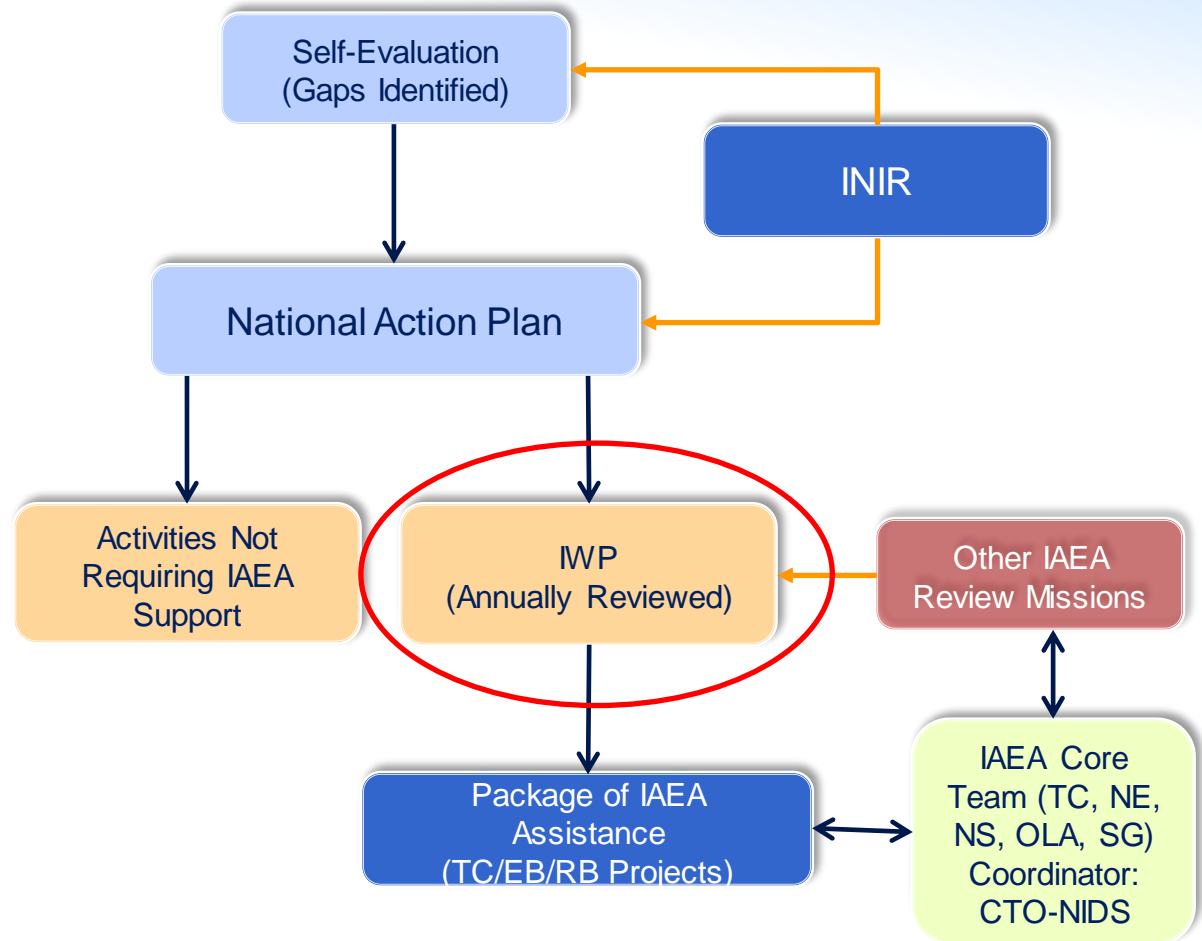 Self-Evaluation
(Gaps Identified)
INIR
National Action Plan
Activities Not
Requiring IAEA
Support
IWP
(Annually Reviewed)
Other IAEA
Review Missions
Package of IAEA
Assistance
(TC/EB/RB Projects)
IAEA Core
Team (TC, NE,
NS, OLA, SG)
Coordinator:
CTO-NIDS